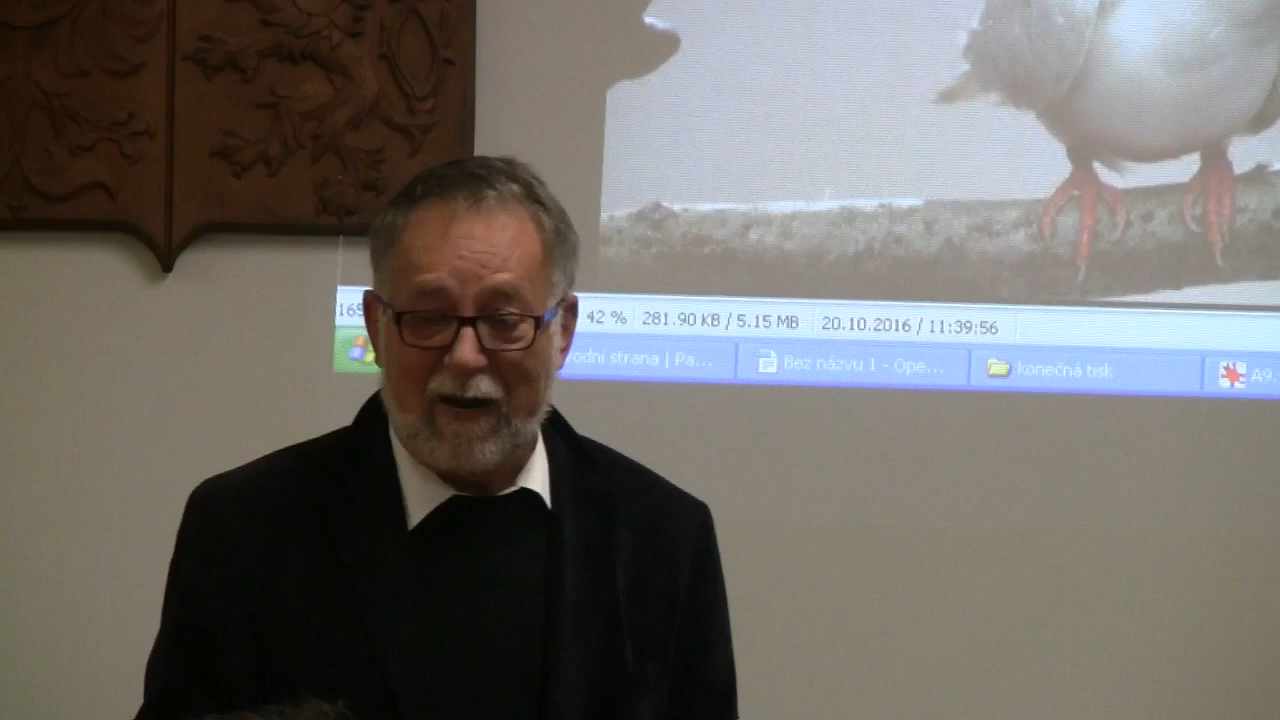 42 % 281.90 KB / 5.15 MB 20.10.2016 / 11:39:56
vodní strana | Pa... Bez názvu 1 - Ope... konečná tisk A9.